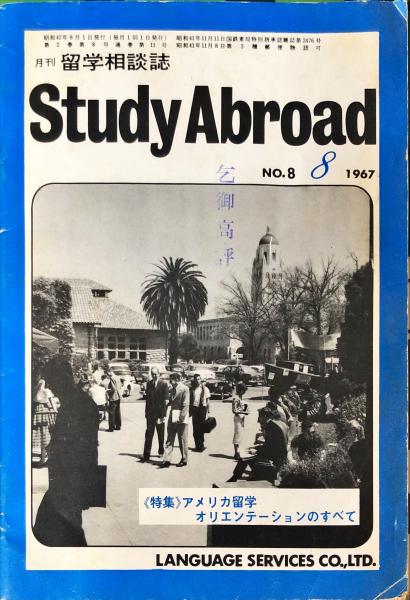 昭和42年8月1日発行(毎月1回1日発行) 昭和41年11月11日国鉄東局特別扱承認雑誌第2476号
第2巻第8号通巻第11号 昭和41年11月8日第3種郵便物認可
月刊 留学相談誌
Study Abroad
NO.8 8 1967
乞御高評
《特集》アメリカ留学
オリエンテーションのすべて
LANGUAGE SERVICES CO.,LTD.